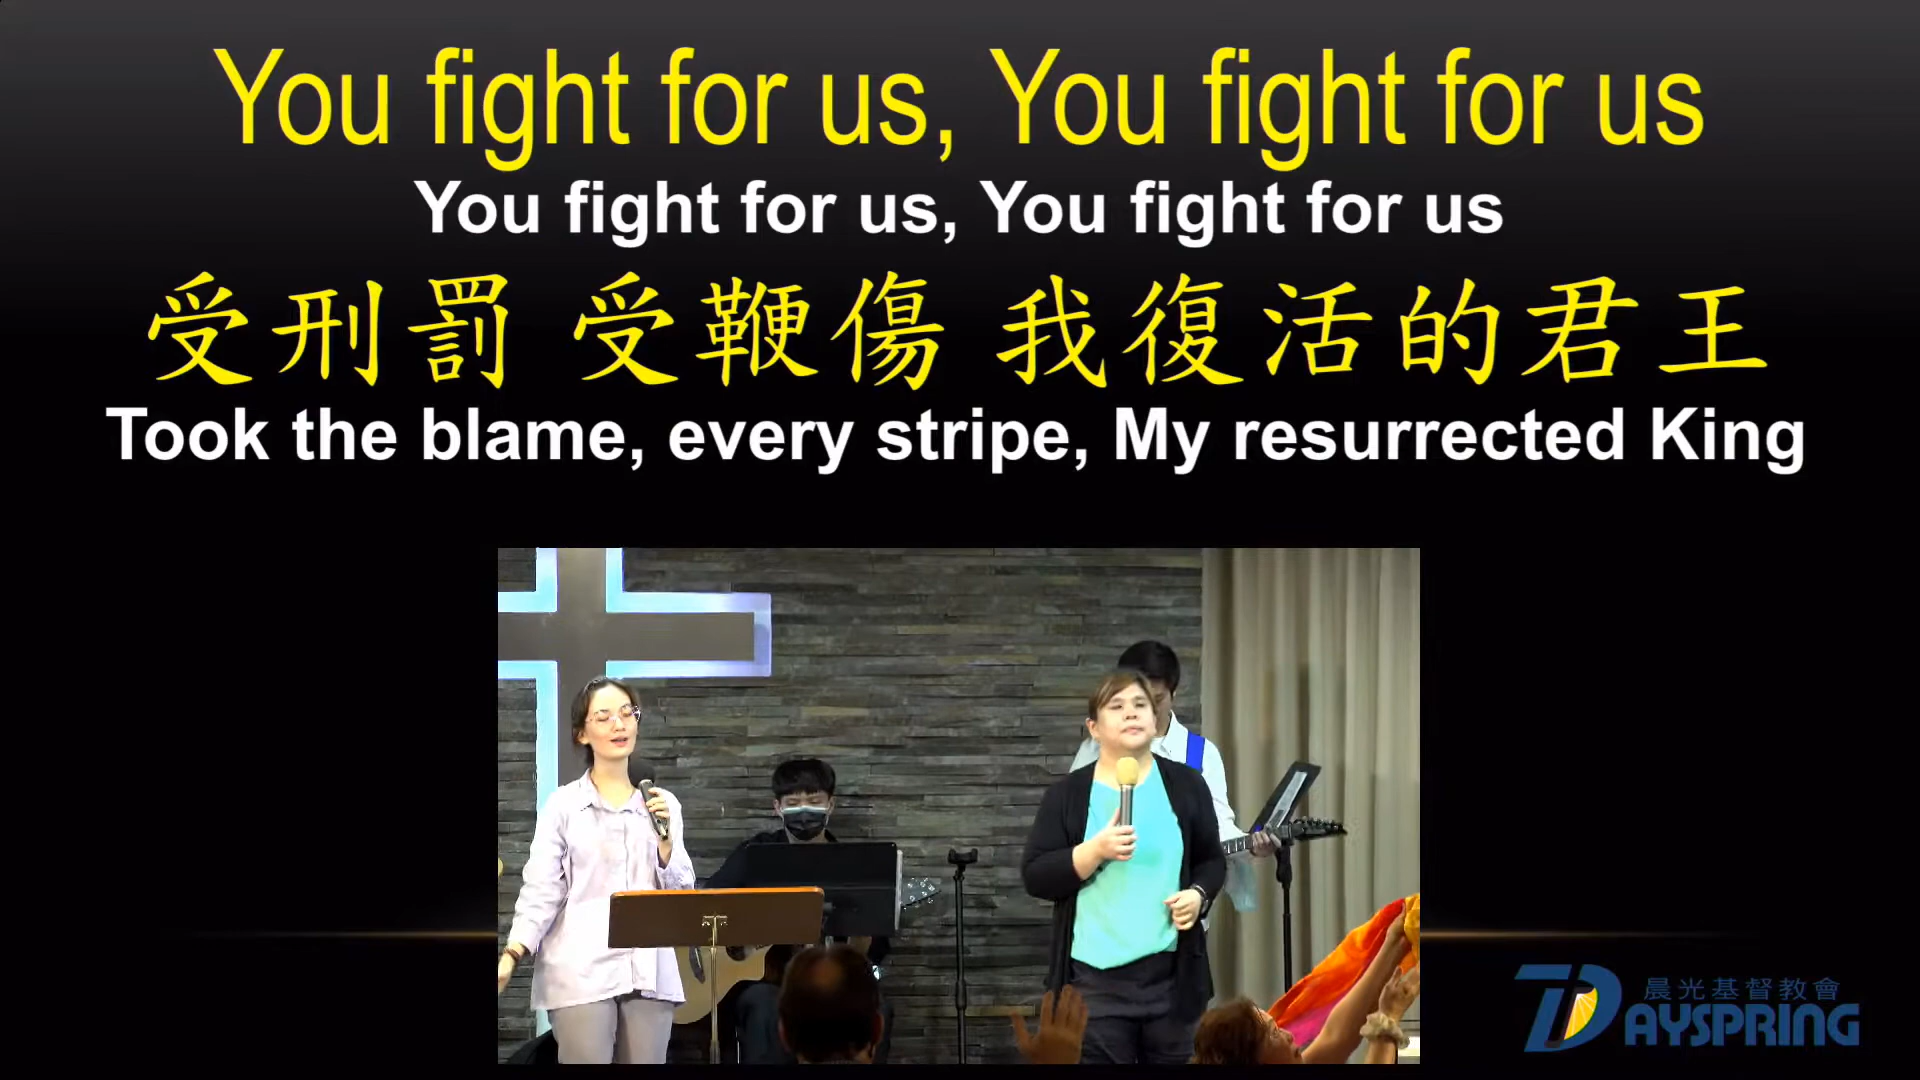 You fight for us, You fight for us
You fight for us, You fight for us
受刑罰 受鞭傷 我復活的君王
Took the blame, every stripe, My resurrected King
晨光基督教會
DAYSPRING